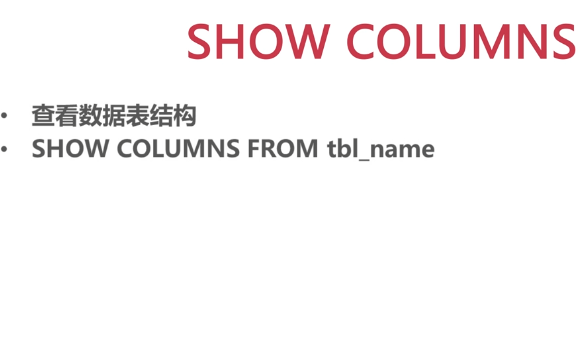 SHOW COLUMNS
• 查看数据表结构
• SHOW COLUMNS FROM tbl_name